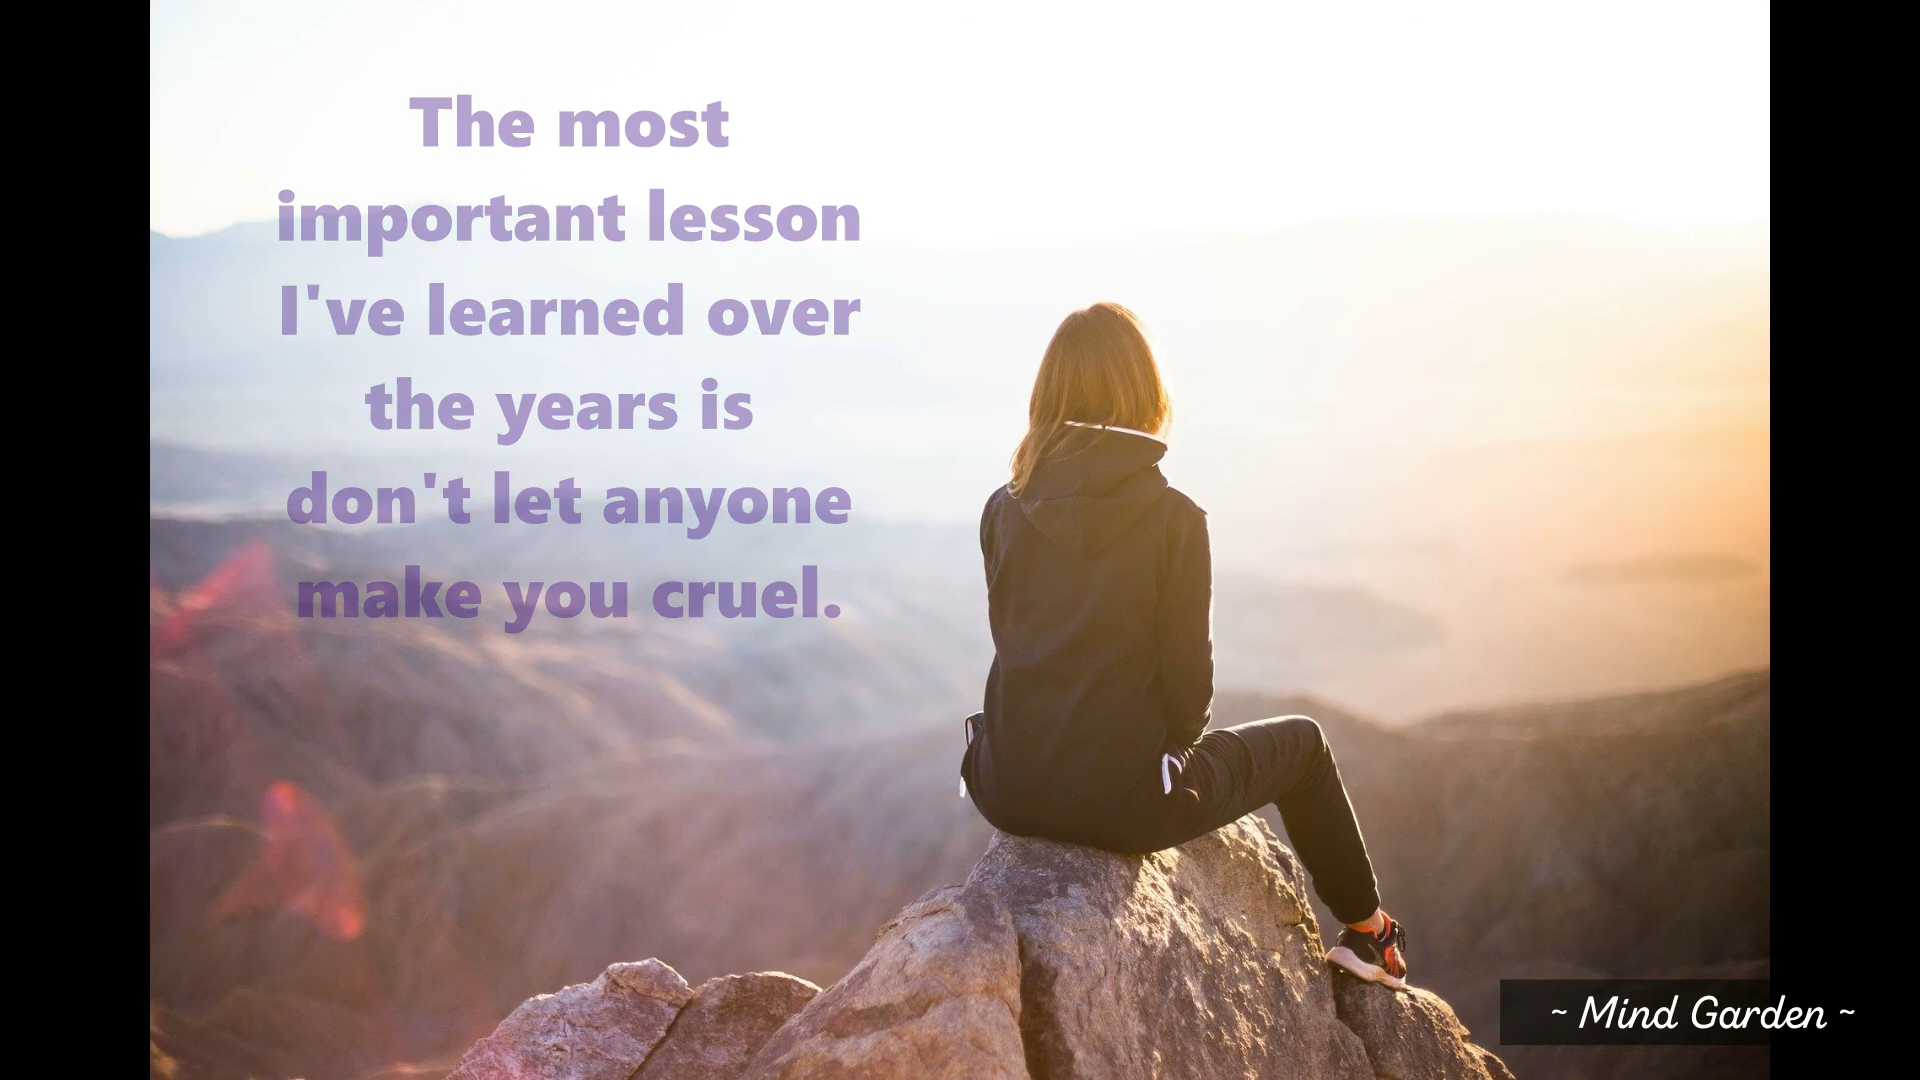 The most
important lesson
I've learned over
the years is
don't let anyone
make you cruel.
~ Mind Garden ~